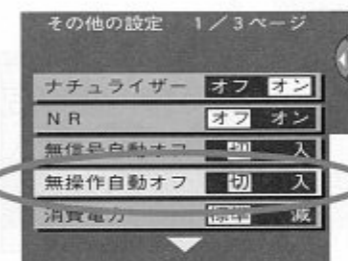 その他の設定 1／3ページ
ナチュライザー オフ オン
NR オフ オン
無信号自動オフ 切 入
無操作自動オフ 切 入
消費電力 標準 減